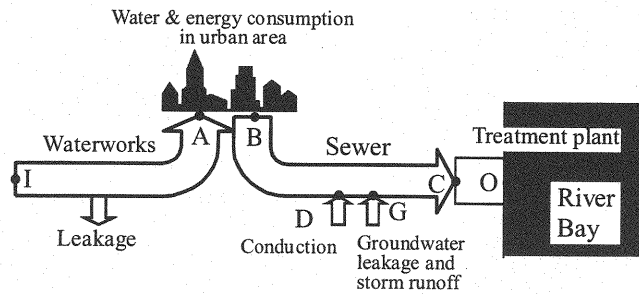 Water & energy consumption
in urban area
Waterworks
A
B
Sewer
Treatment plant
I
C
O
River
Bay
Leakage
D
G
Conduction
Groundwater
leakage and
storm runoff